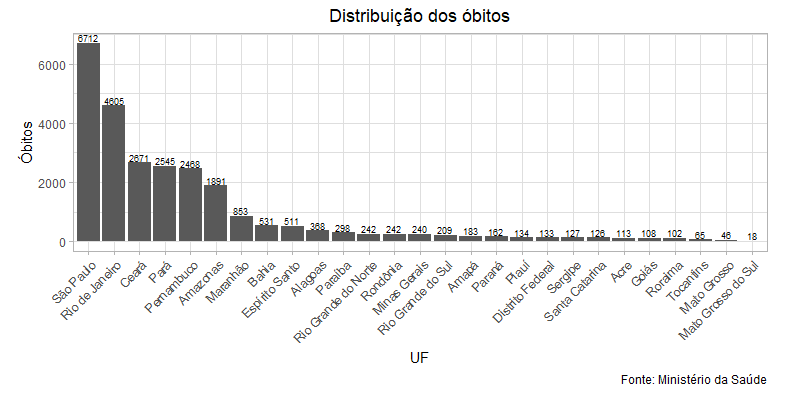 Distribuição dos óbitos
Óbitos
6000
4000
2000
0
6712
4605
2671
2545
2468
1891
853
531
511
368
298
242
242
240
209
183
162
134
133
127
126
113
108
102
65
46
18
São Paulo
Rio de Janeiro
Ceará
Pará
Pernambuco
Amazonas
Maranhão
Bahia
Espírito Santo
Alagoas
Paraíba
Rio Grande do Norte
Rondônia
Minas Gerais
Rio Grande do Sul
Amapá
Paraná
Piauí
Distrito Federal
Sergipe
Santa Catarina
Acre
Goiás
Roraima
Tocantins
Mato Grosso
Mato Grosso do Sul
UF
Fonte: Ministério da Saúde